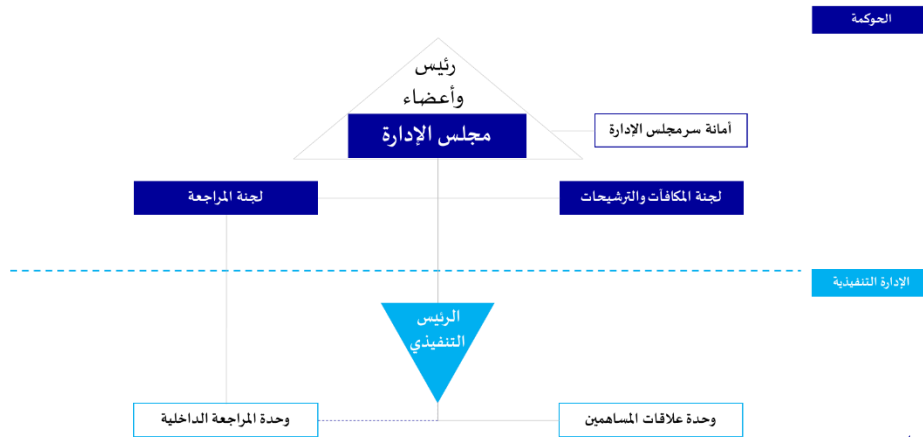 الحوكمة
رئيس
وأعضاء
مجلس الإدارة
أمانة سر مجلس الإدارة
لجنة المكافآت والترشيحات
لجنة المراجعة
الإدارة التنفيذية
الرئيس
التنفيذي
وحدة علاقات المساهمين
وحدة المراجعة الداخلية